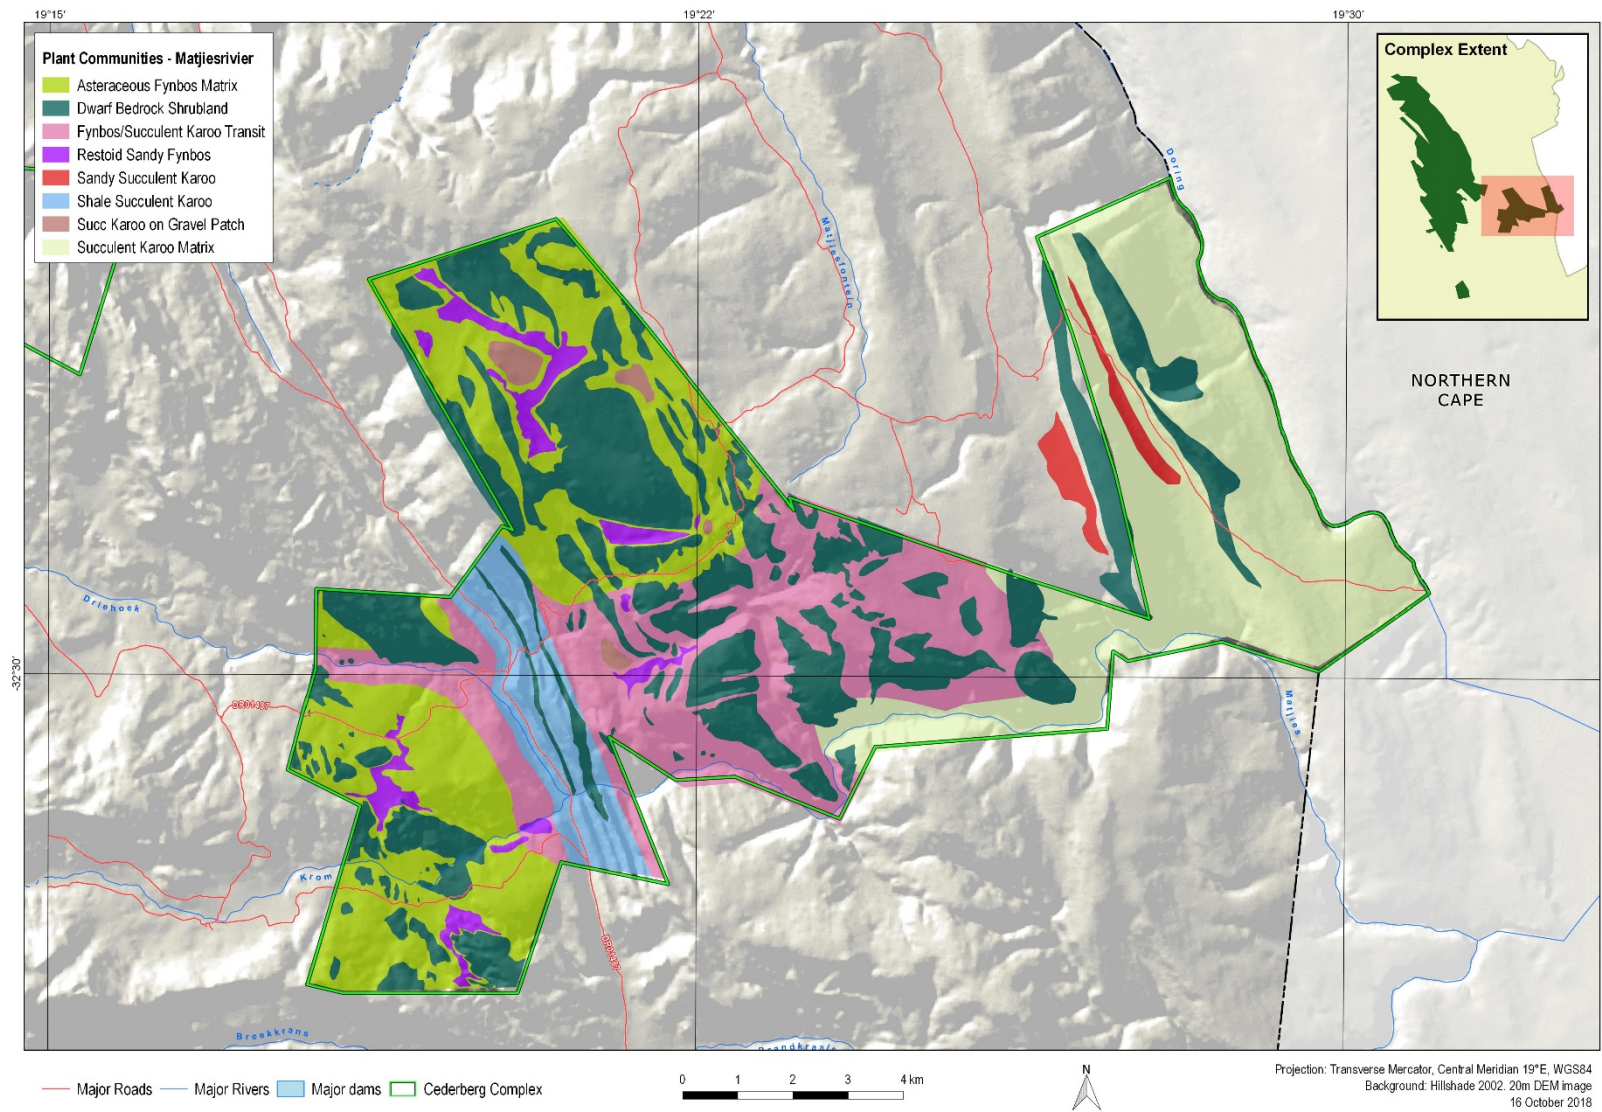 19°15'
19°22'
19°30'
Plant Communities - Matjiesrivier
Asteraceous Fynbos Matrix
Dwarf Bedrock Shrubland
Fynbos/Succulent Karoo Transit
Restoid Sandy Fynbos
Sandy Succulent Karoo
Shale Succulent Karoo
Succ Karoo on Gravel Patch
Succulent Karoo Matrix
Complex Extent
Doring
Matjiesfontein
NORTHERN
CAPE
Driehoek
-32°30'
DR01487
Matjies
Krom
DR01487
Breekkrans
Brandkraals
Major Roads
Major Rivers
Major dams
Cederberg Complex
0 1 2 3 4 km
N
Projection: Transverse Mercator, Central Meridian 19°E, WGS84
Background: Hillshade 2002. 20m DEM image
16 October 2018